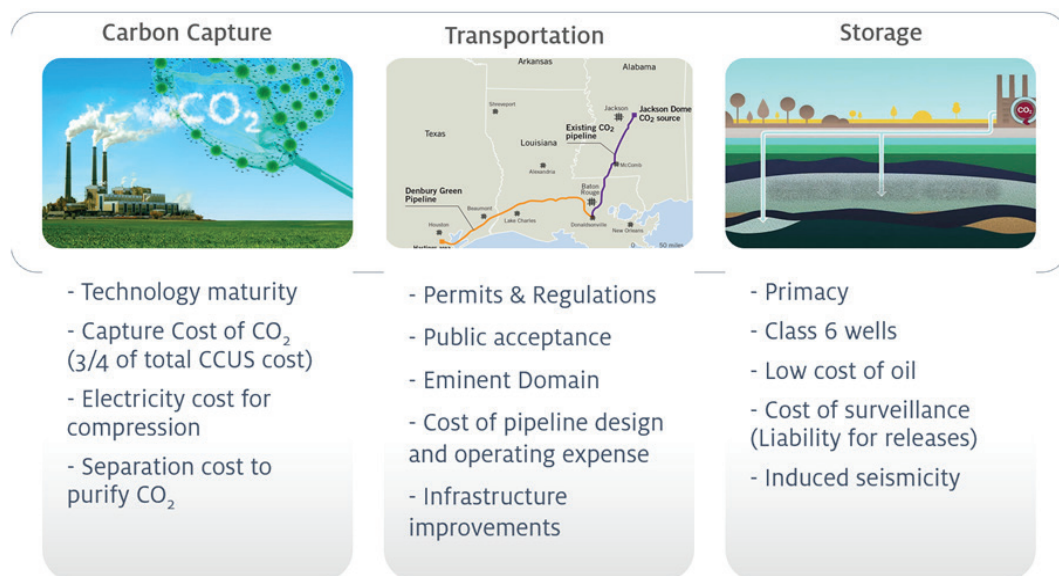 Carbon Capture
Transportation
Storage
CO2
Arkansas
Alabama
Shreveport
Jackson
Jackson Dome
CO2 source
Texas
Existing CO2
pipeline
Louisiana
Alexandria
McComb
Denbury Green
Pipeline
Baton
Rouge
Beaumont
Houston
Lake Charles
Donaldsonville
New Orleans
Hastings area
0 50 miles
CO2
- Technology maturity
- Capture Cost of CO₂
(3/4 of total CCUS cost)
- Electricity cost for
compression
- Separation cost to
purify CO₂
- Permits & Regulations
- Public acceptance
- Eminent Domain
- Cost of pipeline design
and operating expense
- Infrastructure
improvements
- Primacy
- Class 6 wells
- Low cost of oil
- Cost of surveillance
(Liability for releases)
- Induced seismicity